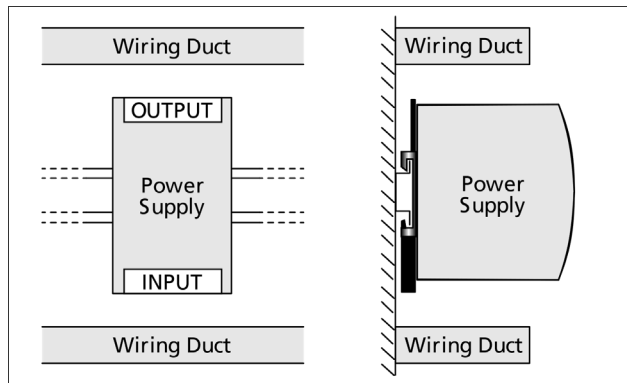 Wiring Duct
OUTPUT
Power
Supply
INPUT
Wiring Duct
Wiring Duct
Power
Supply
Wiring Duct